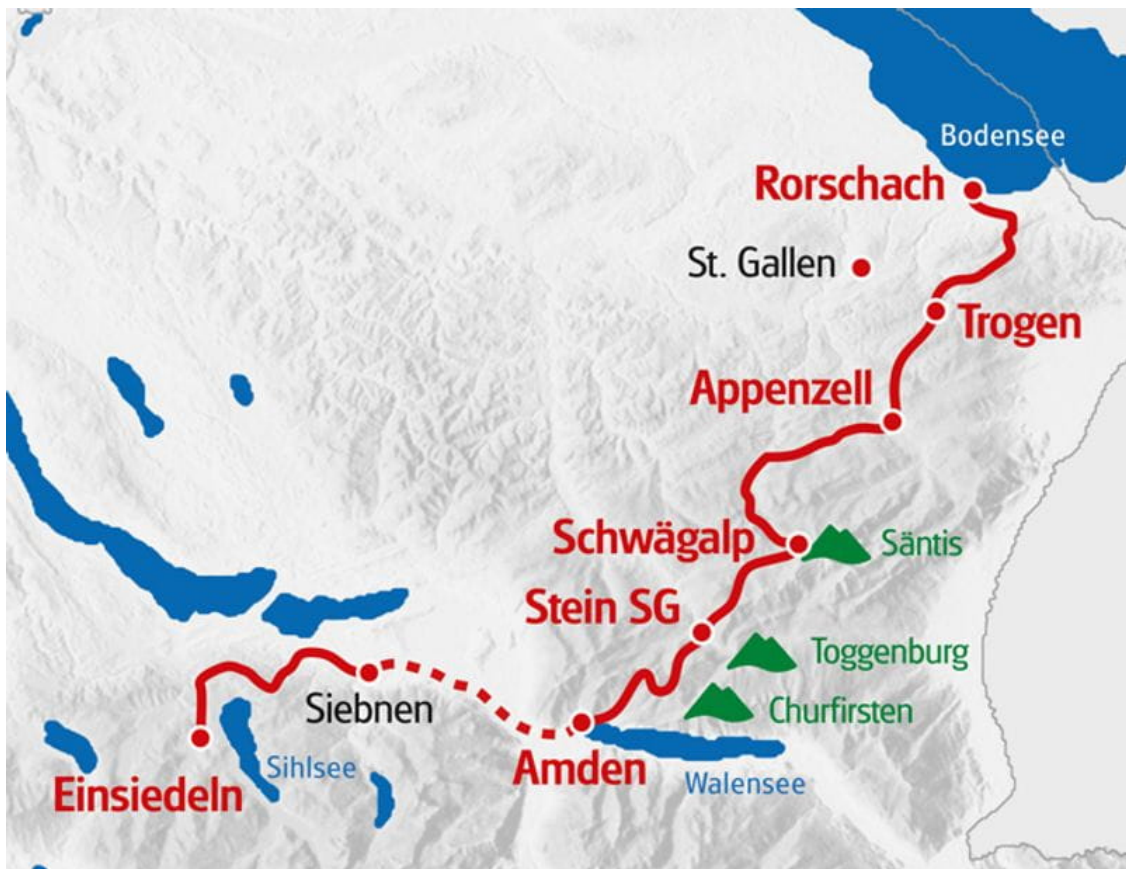 Bodensee
Rorschach
St. Gallen
Trogen
Appenzell
Schwägalp
Säntis
Stein SG
Toggenburg
Churfirsten
Siebnen
Amden
Walensee
Sihlsee
Einsiedeln